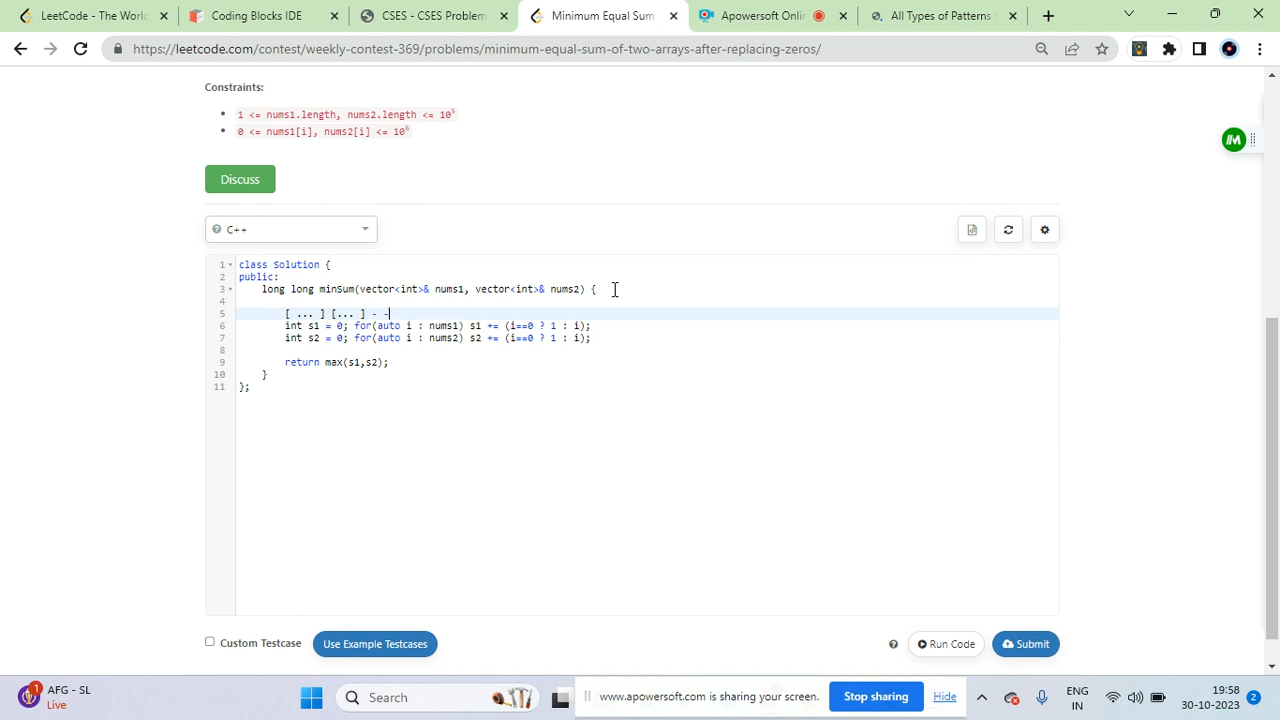 LeetCode - The World
Coding Blocks IDE
CSES - CSES Problem
Minimum Equal Sum
Apowersoft Onli
All Types of Patterns
https://leetcode.com/contest/weekly-contest-369/problems/minimum-equal-sum-of-two-arrays-after-replacing-zeros/
Constraints:
1 <= nums1.length, nums2.length <= 10^5
0 <= nums1[i], nums2[i] <= 10^6
Discuss
C++
1 class Solution {
2 public:
3 long long minSum(vector<int>& nums1, vector<int>& nums2) {
4
5 [ ... ] [... ] - -
6 int s1 = 0; for(auto i : nums1) s1 += (i==0 ? 1 : i);
7 int s2 = 0; for(auto i : nums2) s2 += (i==0 ? 1 : i);
8
9 return max(s1,s2);
10 }
11 };
Custom Testcase
Use Example Testcases
Run Code
Submit
1
AFG - SL
Live
Search
www.apowersoft.com is sharing your screen.
Stop sharing
Hide
ENG
IN
19:58
30-10-2023
2